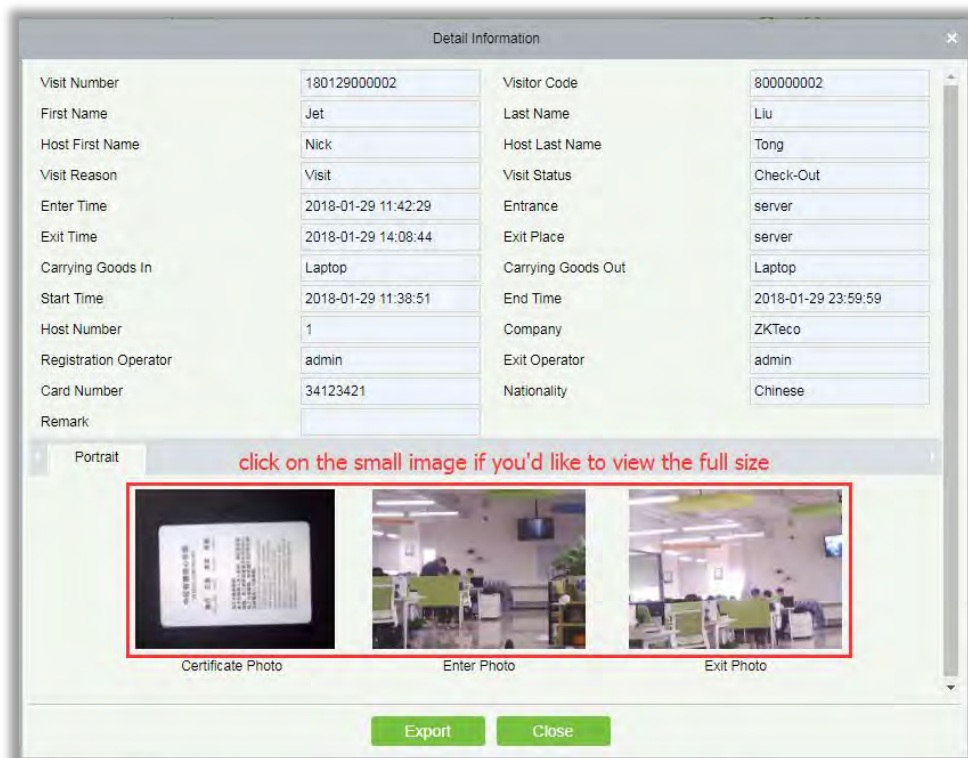 Detail Information
Visit Number 180129000002 Visitor Code 800000002
First Name Jet Last Name Liu
Host First Name Nick Host Last Name Tong
Visit Reason Visit Visit Status Check-Out
Enter Time 2018-01-29 11:42:29 Entrance server
Exit Time 2018-01-29 14:08:44 Exit Place server
Carrying Goods In Laptop Carrying Goods Out Laptop
Start Time 2018-01-29 11:38:51 End Time 2018-01-29 23:59:59
Host Number 1 Company ZKTeco
Registration Operator admin Exit Operator admin
Card Number 34123421 Nationality Chinese
Remark
Portrait
click on the small image if you'd like to view the full size
Certificate Photo Enter Photo Exit Photo
Export Close